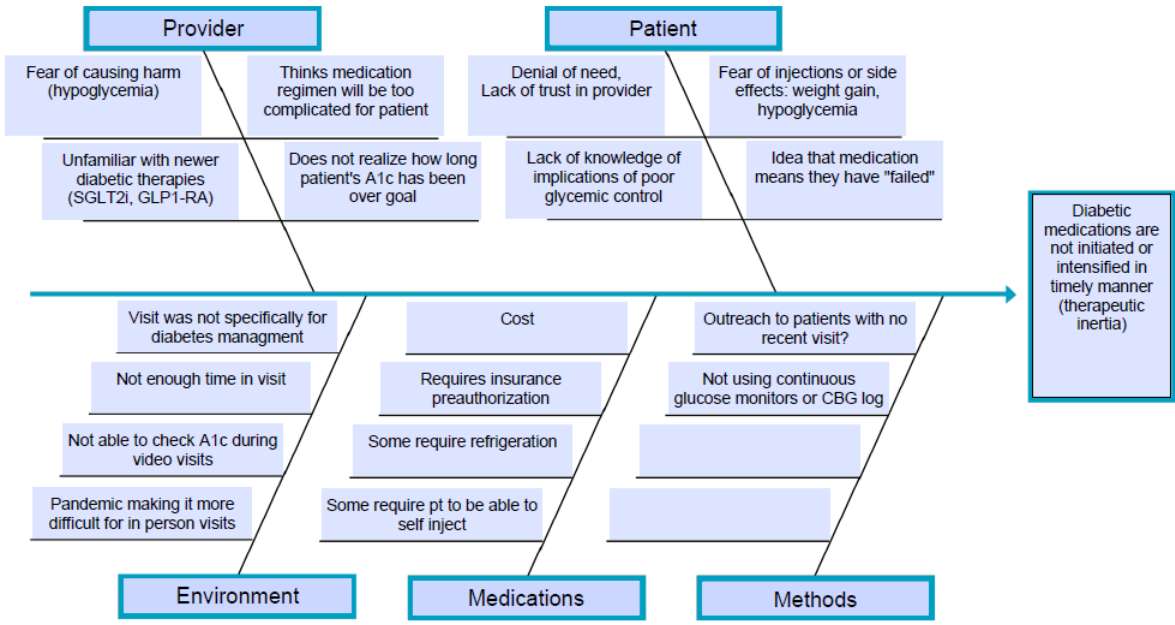 Provider
Fear of causing harm
(hypoglycemia)
Thinks medication
regimen will be too
complicated for patient
Unfamiliar with newer
diabetic therapies
(SGLT2i, GLP1-RA)
Does not realize how long
patient's A1c has been
over goal
Patient
Denial of need,
Lack of trust in provider
Fear of injections or side
effects: weight gain,
hypoglycemia
Lack of knowledge of
implications of poor
glycemic control
Idea that medication
means they have "failed"
Diabetic
medications are
not initiated or
intensified in
timely manner
(therapeutic
inertia)
Visit was not specifically for
diabetes managment
Not enough time in visit
Not able to check A1c during
video visits
Pandemic making it more
difficult for in person visits
Environment
Cost
Requires insurance
preauthorization
Some require refrigeration
Some require pt to be able to
self inject
Medications
Outreach to patients with no
recent visit?
Not using continuous
glucose monitors or CBG log
Methods